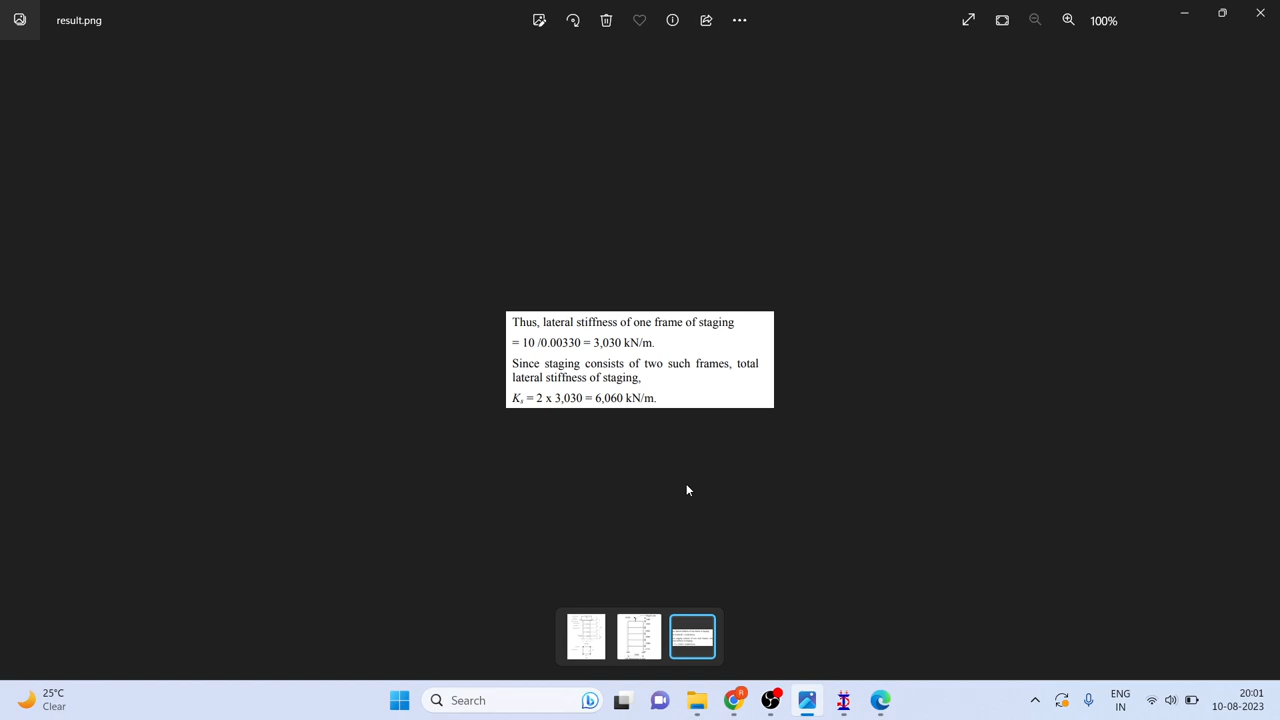 result.png
100%
Thus, lateral stiffness of one frame of staging
= 10 /0.00330 = 3,030 kN/m.
Since staging consists of two such frames, total
lateral stiffness of staging,
Ks = 2 x 3,030 = 6,060 kN/m.
25°C
Clear
Search
R
ENG
IN
20:01
10-08-2023